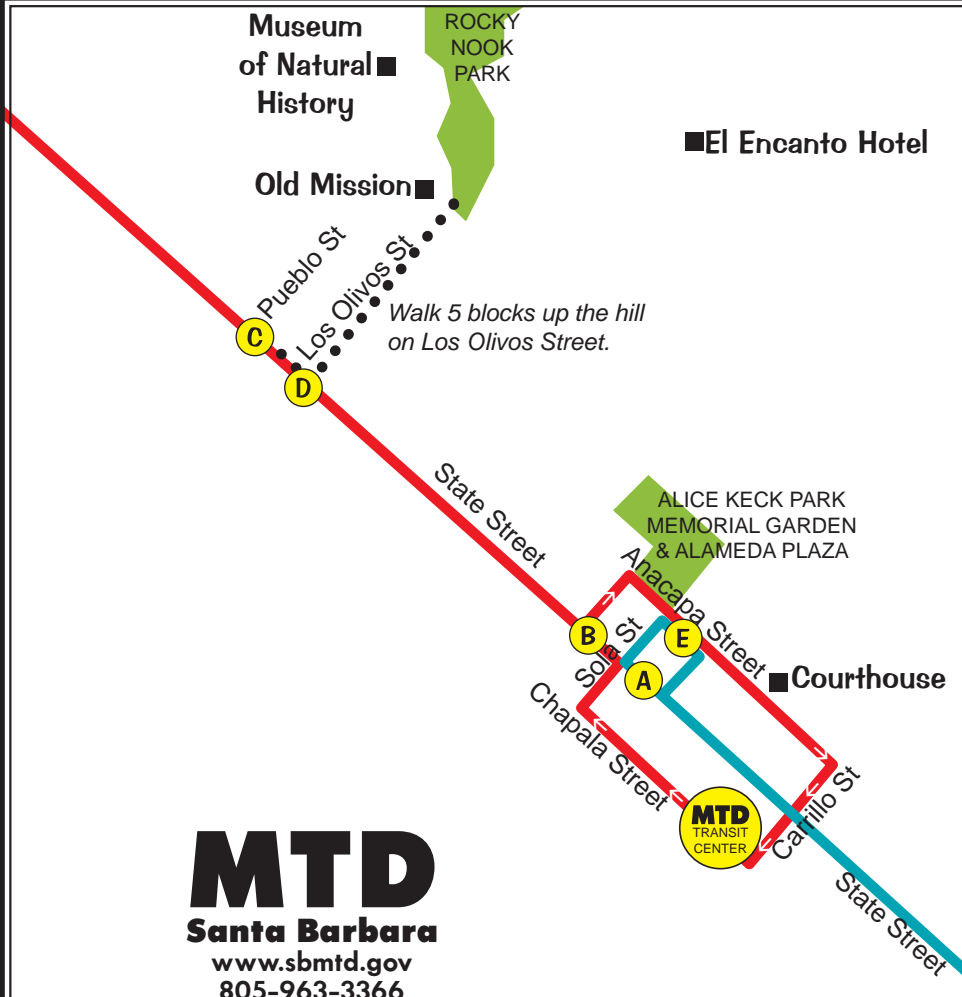 Museum
of Natural
History
ROCKY
NOOK
PARK
El Encanto Hotel
Old Mission
Pueblo St
Los Olivos St
Walk 5 blocks up the hill
on Los Olivos Street.
C
D
State Street
ALICE KECK PARK
MEMORIAL GARDEN
& ALAMEDA PLAZA
Anacapa Street
B
E
Sola St
A
Courthouse
Chapala Street
MTD
TRANSIT
CENTER
Carrillo St
State Street
MTD
Santa Barbara
www.sbmtd.gov
805-963-3366